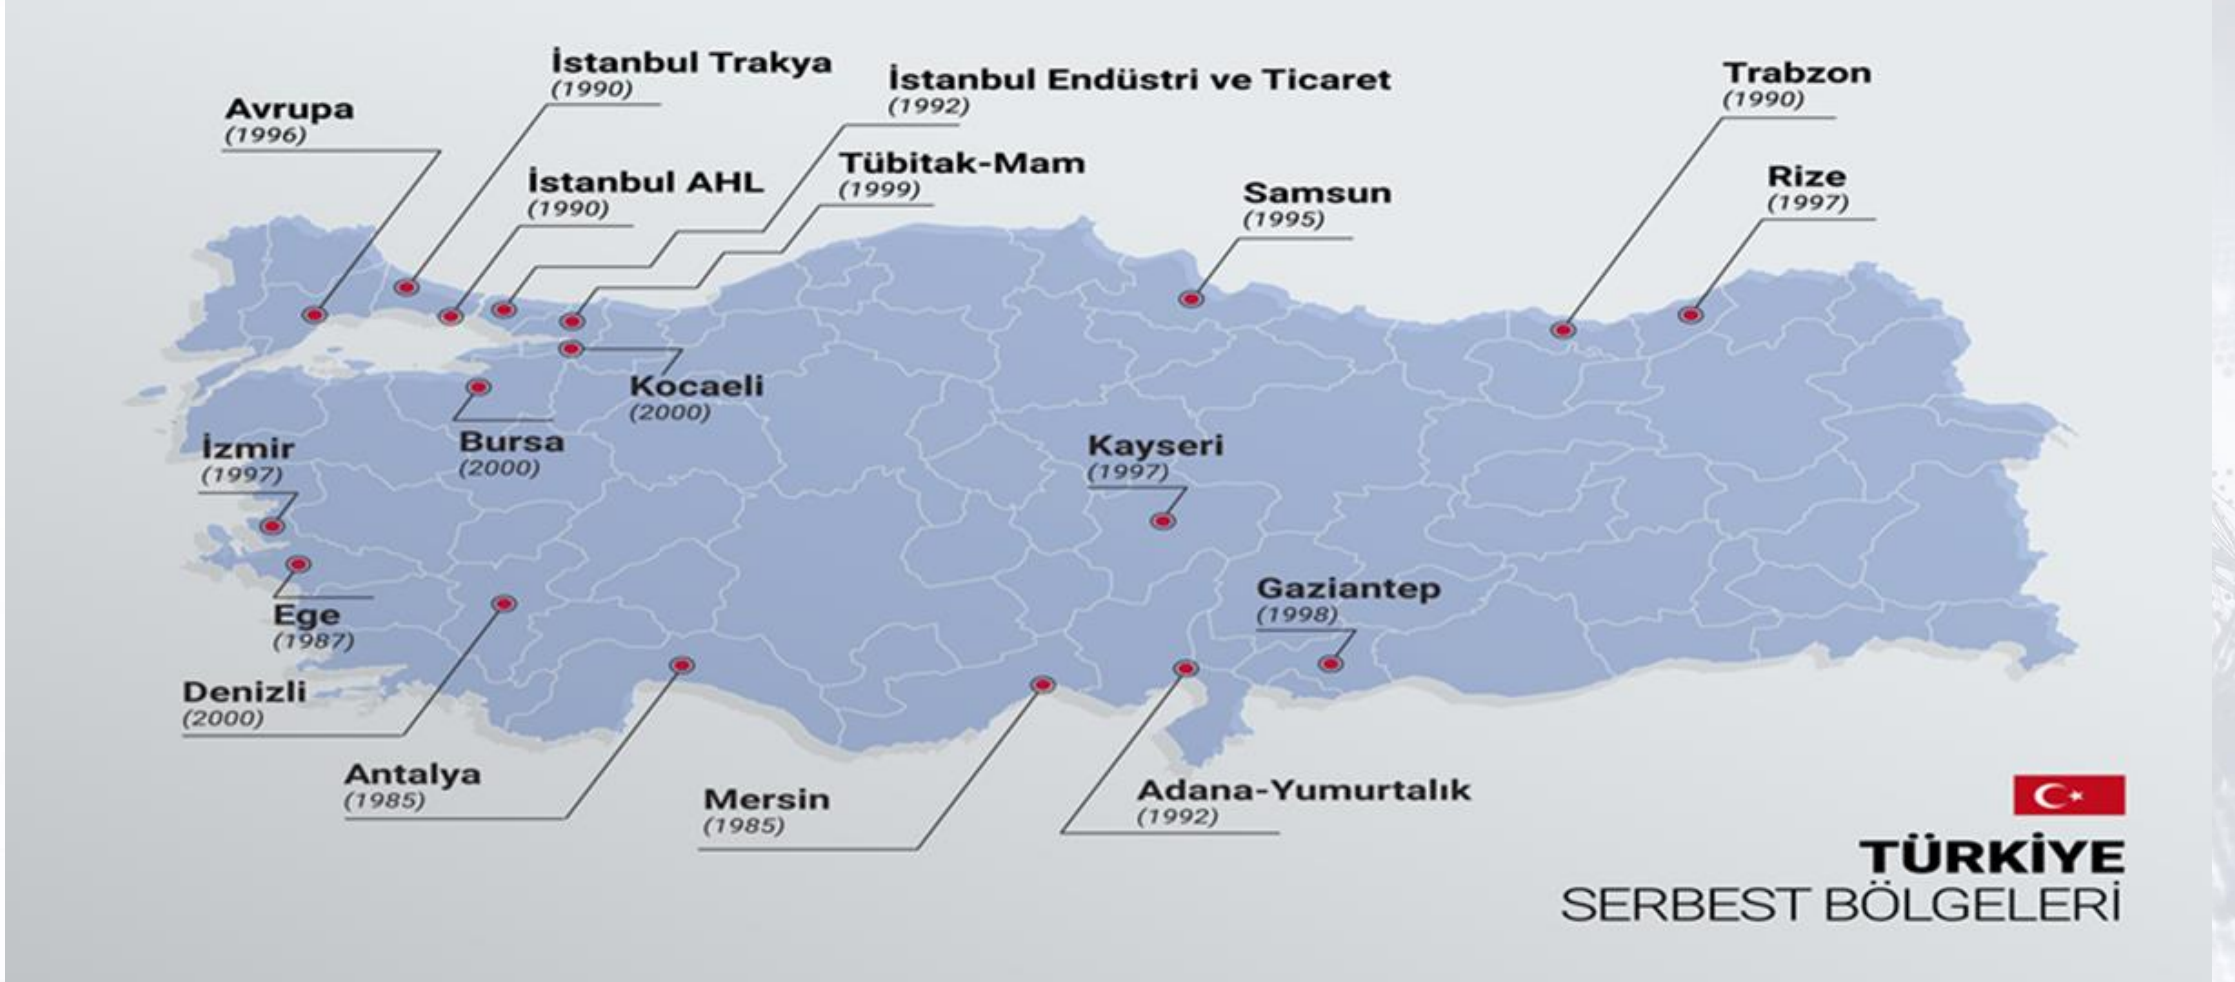 İstanbul Trakya
(1990)
İstanbul Endüstri ve Ticaret
(1992)
Trabzon
(1990)
Avrupa
(1996)
İstanbul AHL
(1990)
Tübitak-Mam
(1999)
Samsun
(1995)
Rize
(1997)
Kocaeli
(2000)
Bursa
(2000)
İzmir
(1997)
Kayseri
(1997)
Ege
(1987)
Gaziantep
(1998)
Denizli
(2000)
Antalya
(1985)
Mersin
(1985)
Adana-Yumurtalık
(1992)
TÜRKİYE
SERBEST BÖLGELERİ